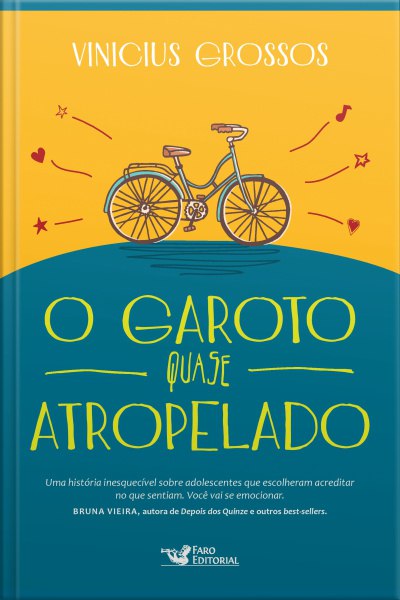 VINICIUS GROSSOS
O GAROTO
QUASE
ATROPELADO
Uma história inesquecível sobre adolescentes que escolheram acreditar
no que sentiam. Você vai se emocionar.
BRUNA VIEIRA, autora de Depois dos Quinze e outros best-sellers.
FARO
EDITORIAL